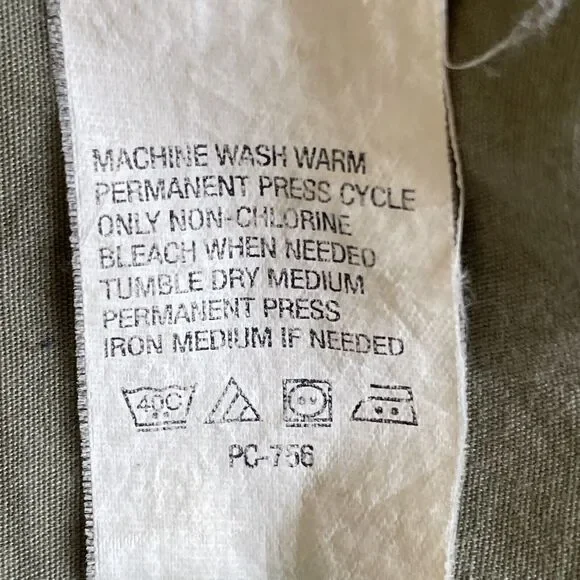 MACHINE WASH WARM
PERMANENT PRESS CYCLE
ONLY NON-CHLORINE
BLEACH WHEN NEEDED
TUMBLE DRY MEDIUM
PERMANENT PRESS
IRON MEDIUM IF NEEDED
40C
PC-756